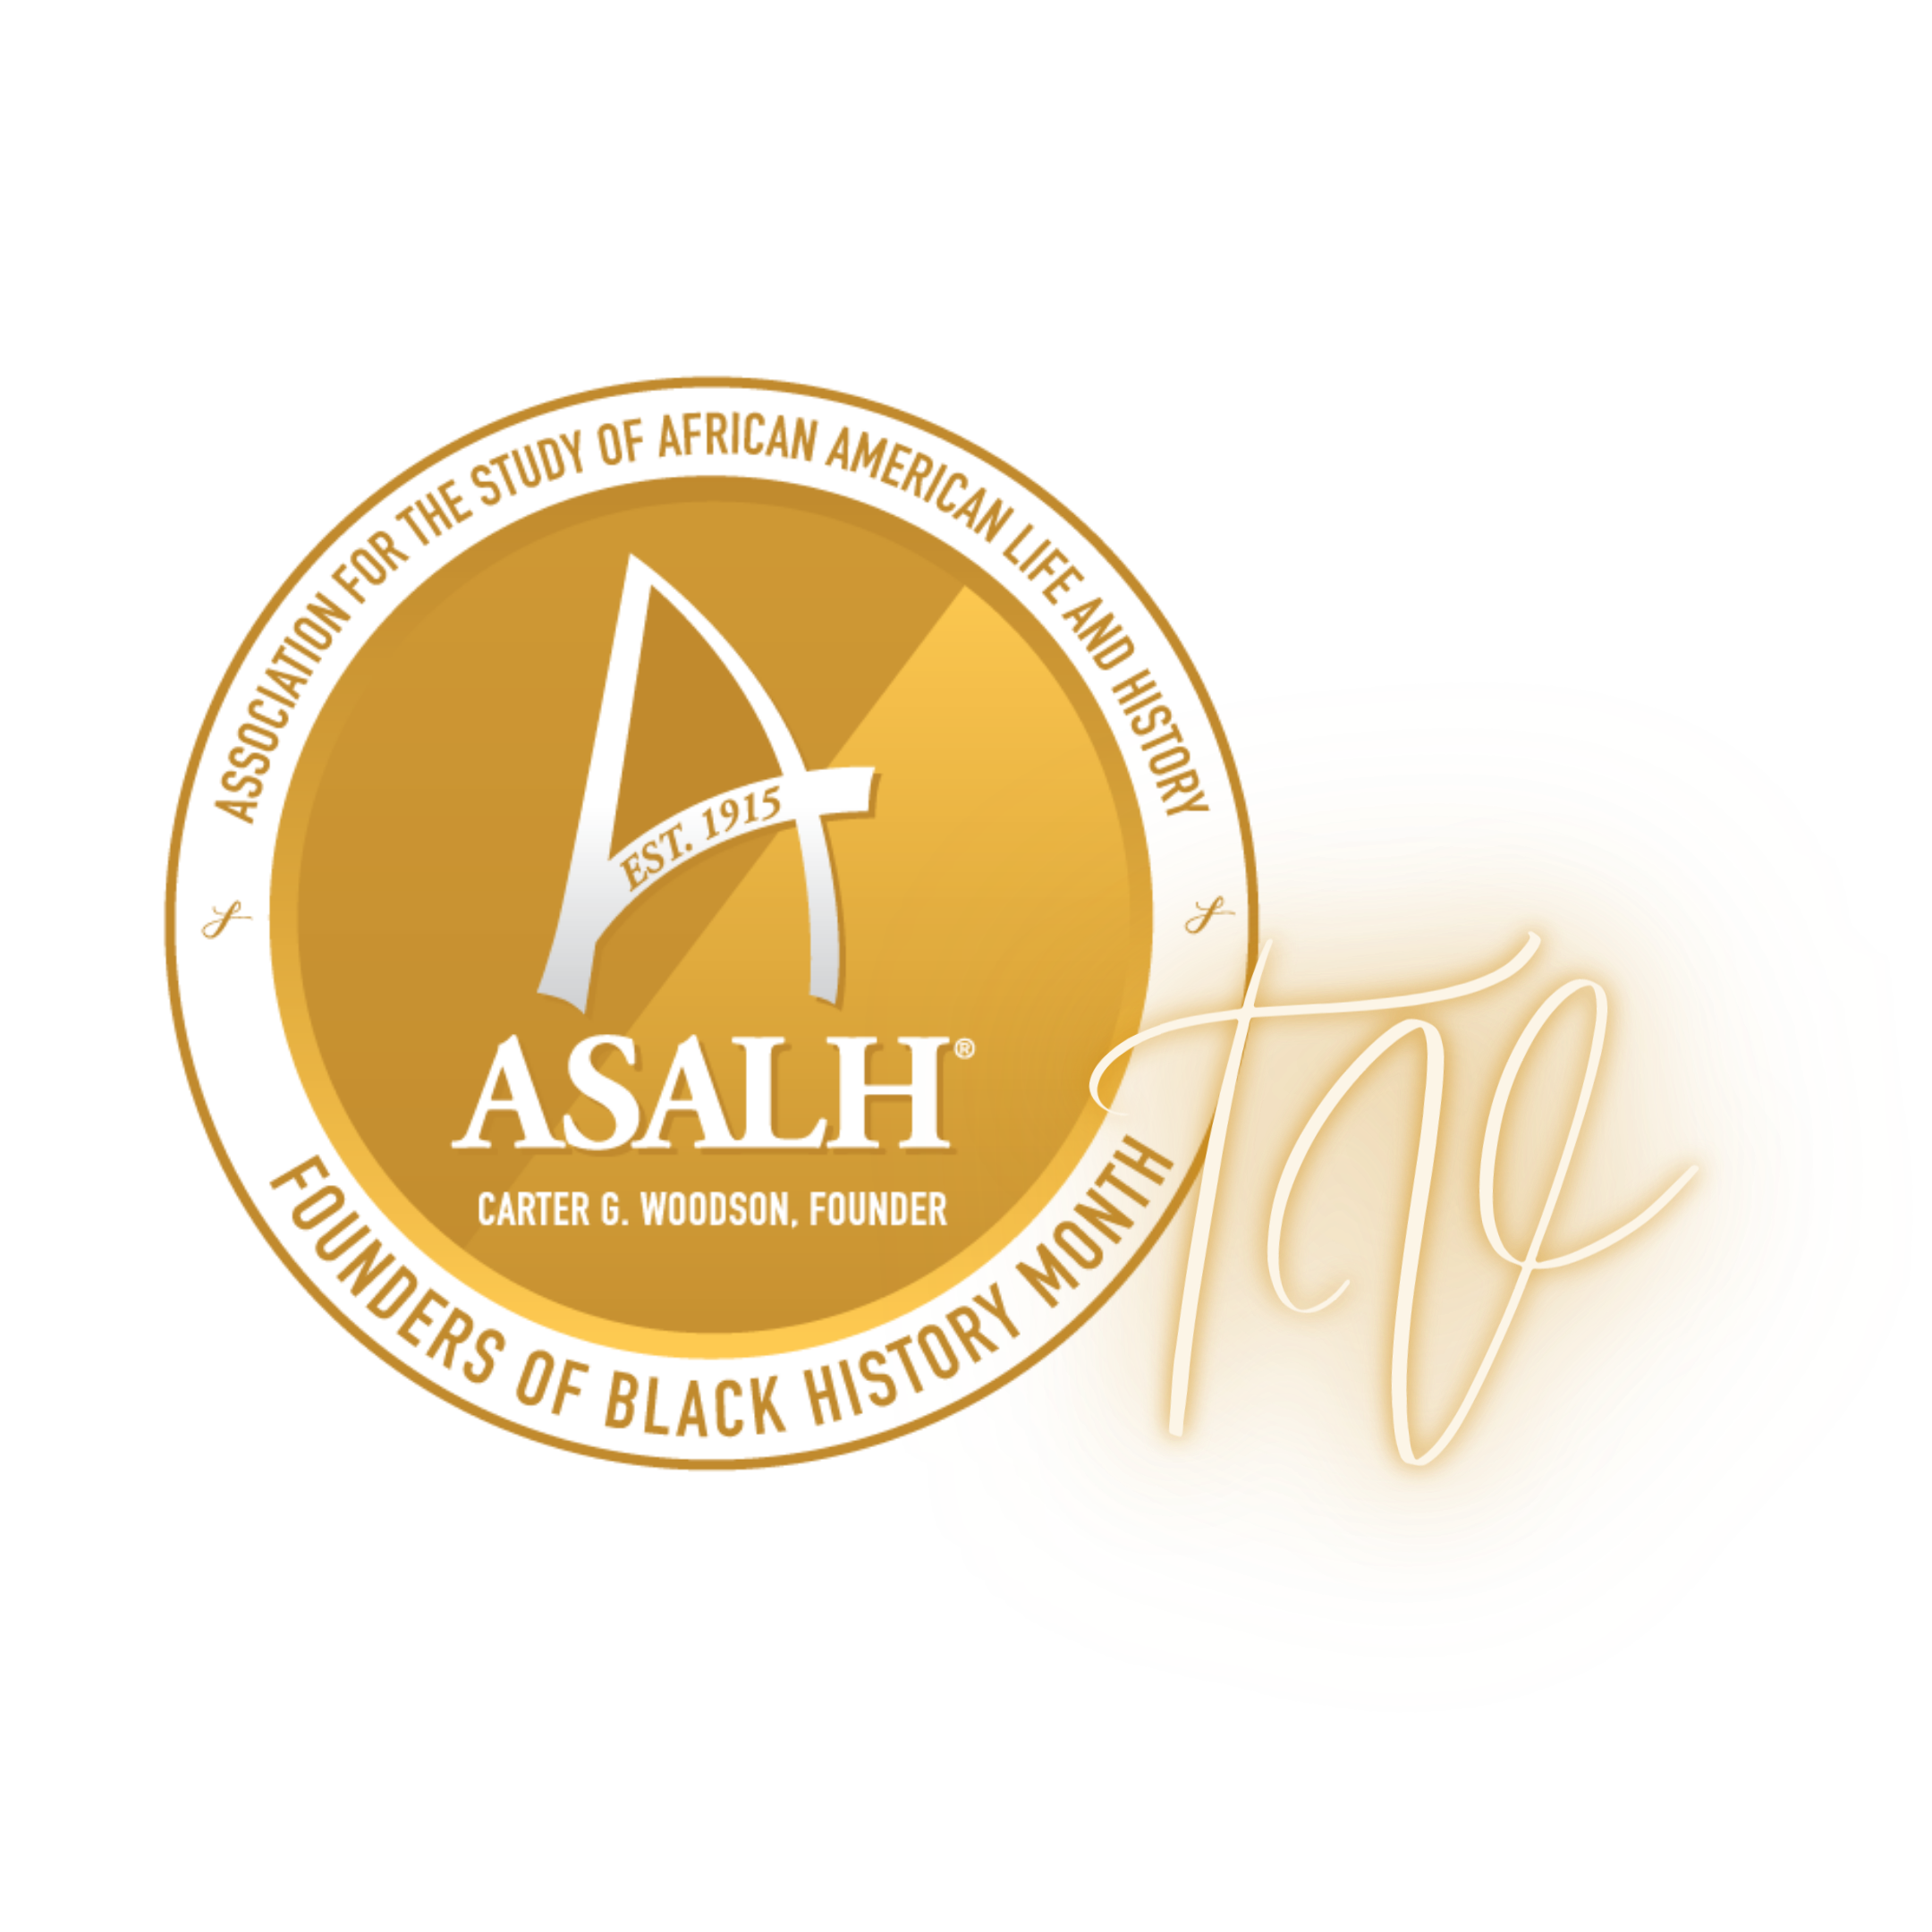 ASSOCIATION FOR THE STUDY OF AFRICAN AMERICAN LIFE AND HISTORY
EST. 1915
ASALH®
CARTER G. WOODSON, FOUNDER
FOUNDERS OF BLACK HISTORY MONTH